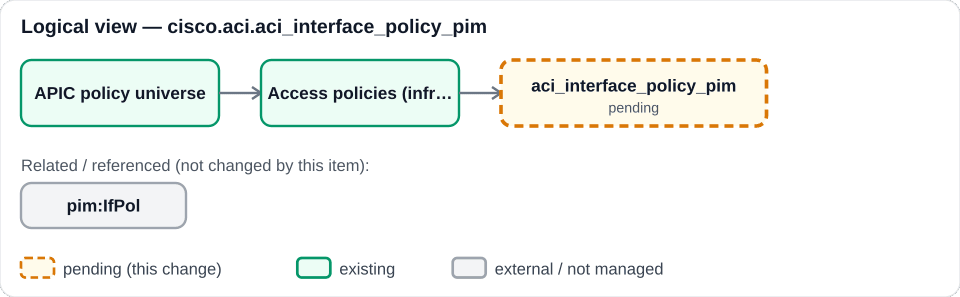 Logical view — cisco.aci.aci_interface_policy_pim
APIC policy universe
Access policies (infr…
aci_interface_policy_pim
pending
Related / referenced (not changed by this item):
pim:IfPol
pending (this change)
existing
external / not managed